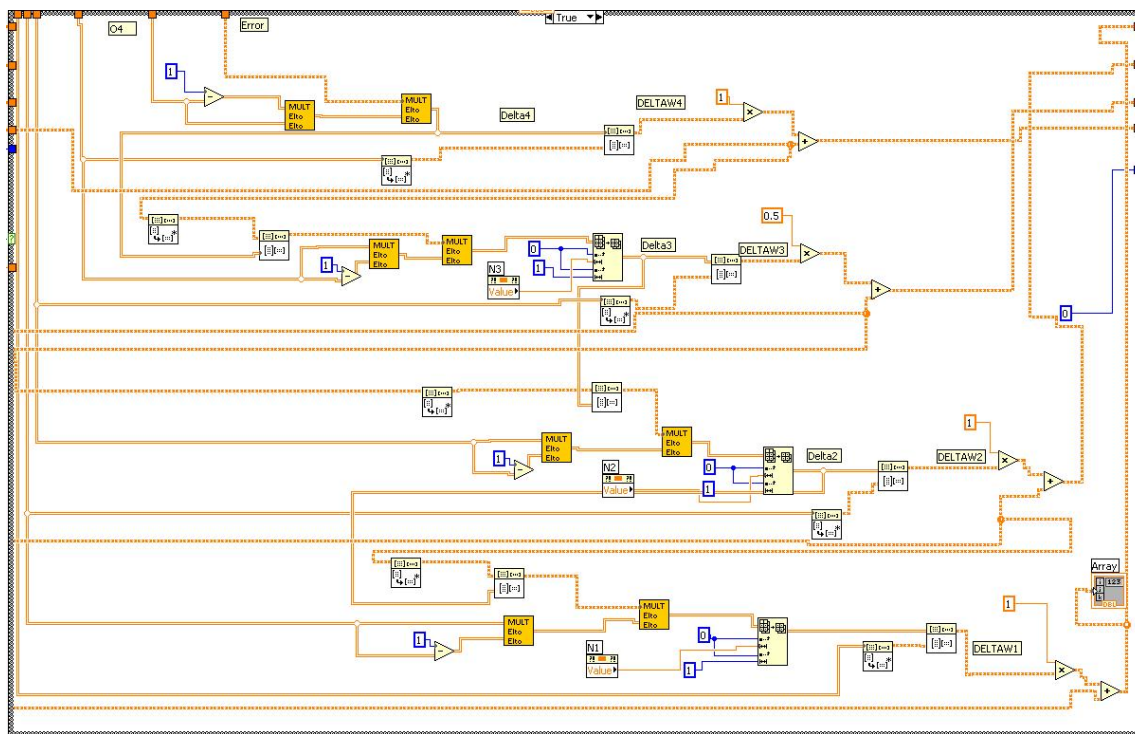 True
O4
Error
1
MULT
Elto
Elto
MULT
Elto
Elto
Delta4
DELTAW4
1
0.5
MULT
Elto
Elto
MULT
Elto
Elto
1
N3
Value
0
1
Delta3
DELTAW3
0
MULT
Elto
Elto
MULT
Elto
Elto
1
N2
Value
0
1
Delta2
DELTAW2
1
MULT
Elto
Elto
MULT
Elto
Elto
1
N1
Value
0
1
DELTAW1
1
Array
123
DBL